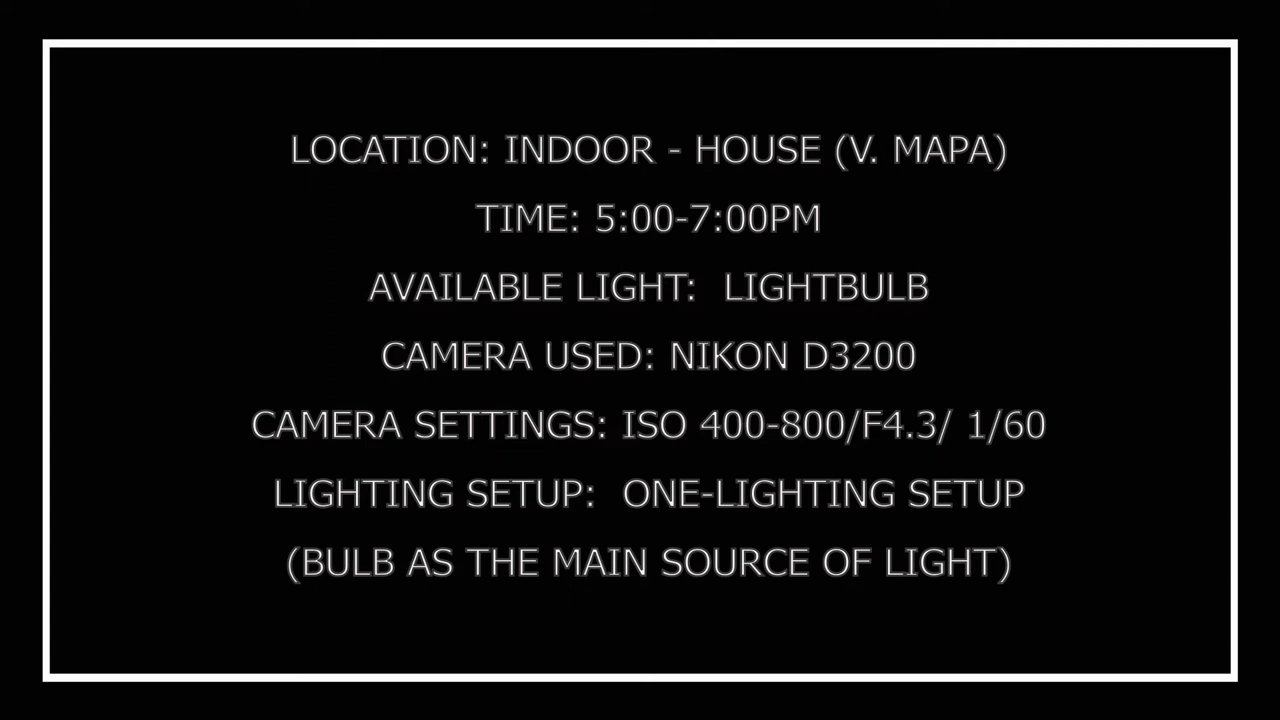 LOCATION: INDOOR - HOUSE (V. MAPA)
TIME: 5:00-7:00PM
AVAILABLE LIGHT:  LIGHTBULB
CAMERA USED: NIKON D3200
CAMERA SETTINGS: ISO 400-800/F4.3/ 1/60
LIGHTING SETUP:  ONE-LIGHTING SETUP
(BULB AS THE MAIN SOURCE OF LIGHT)